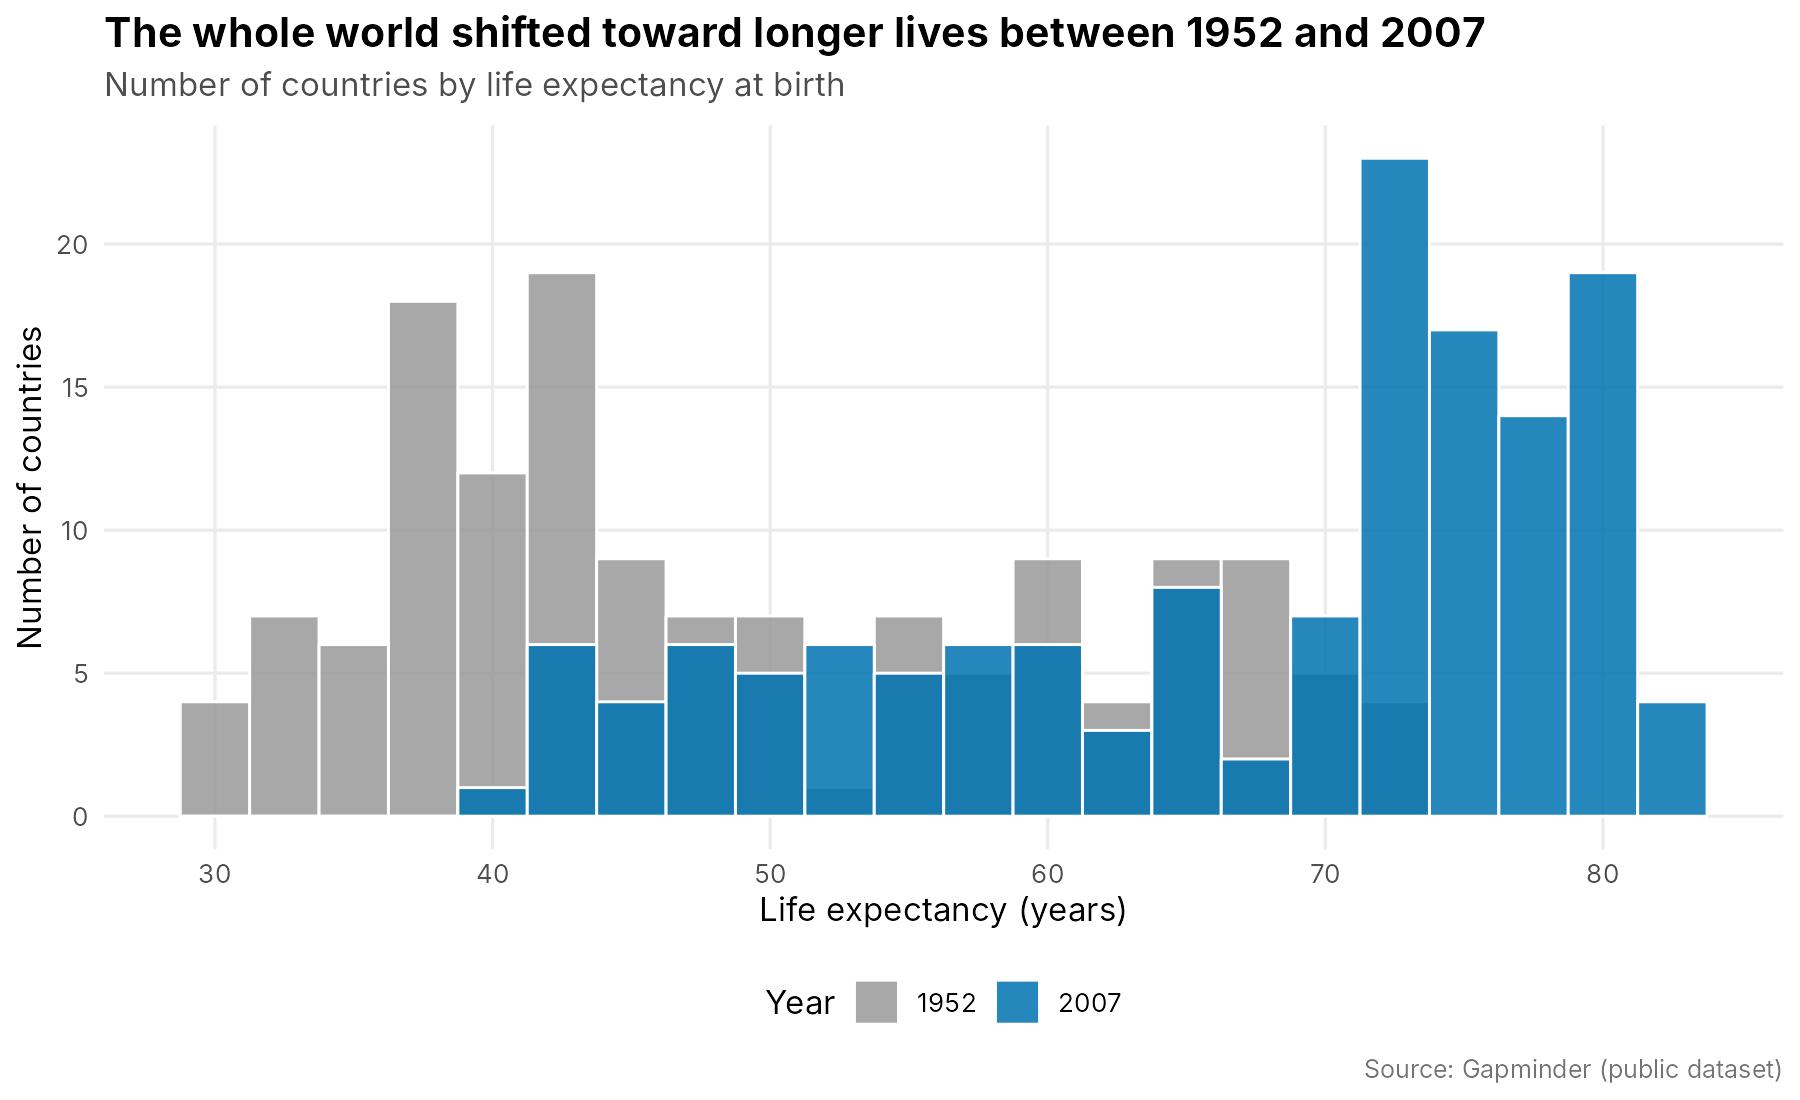 The whole world shifted toward longer lives between 1952 and 2007
Number of countries by life expectancy at birth
Number of countries
20
15
10
5
0
30 40 50 60 70 80
Life expectancy (years)
Year 1952 2007
Source: Gapminder (public dataset)